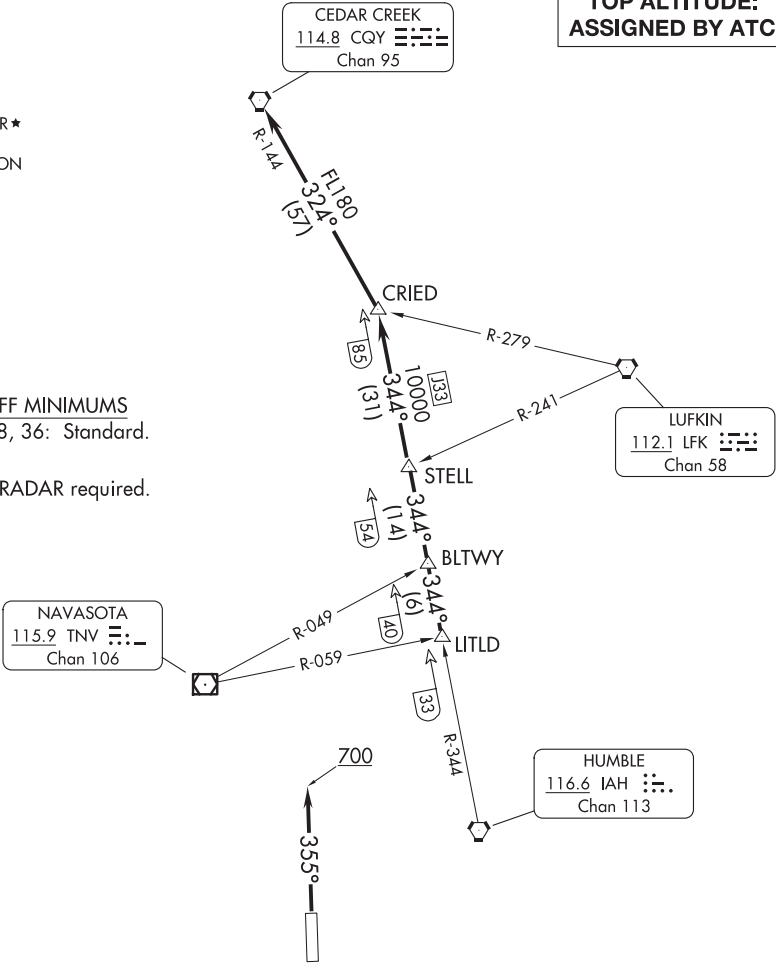 TOP ALTITUDE:
ASSIGNED BY ATC
CEDAR CREEK
114.8 CQY
Chan 95
R★
ON
R-144
FL180
324°
(57)
CRIED
R-279
85
10000
J33
344°
(31)
R-241
LUFKIN
112.1 LFK
Chan 58
FF MINIMUMS
8, 36: Standard.
STELL
RADAR required.
344°
(14)
54
BLTWY
NAVASOTA
115.9 TNV
Chan 106
R-049
344°
(6)
40
R-059
LITLD
33
R-344
700
HUMBLE
116.6 IAH
Chan 113
355°